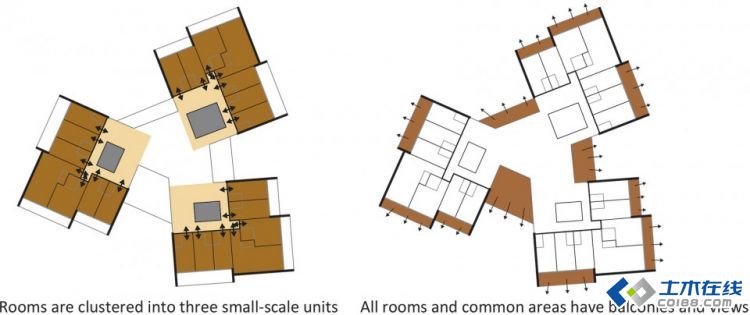 Rooms are clustered into three small-scale units
All rooms and common areas have balconies and views
土木在线
COI88.COM